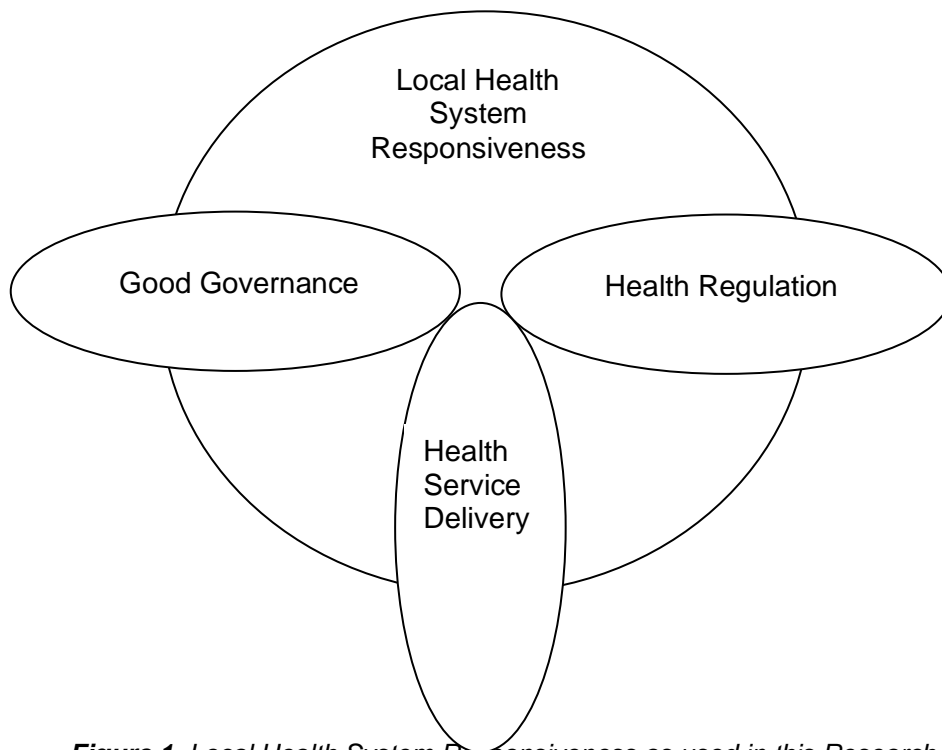 Local Health
System
Responsiveness
Good Governance
Health Regulation
Health
Service
Delivery
Figure 1. Local Health System as used in this Research